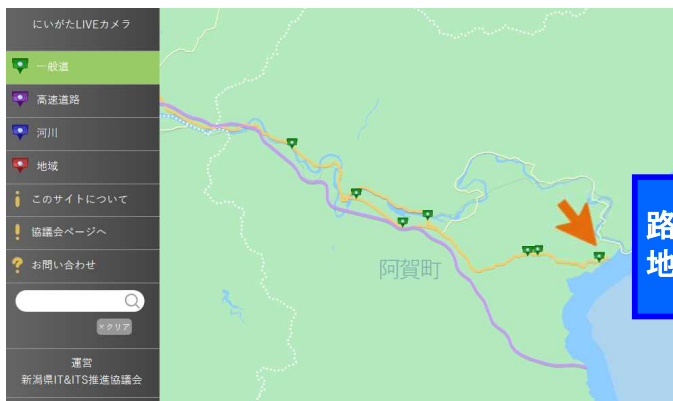 にいがたLIVEカメラ
一般道
高速道路
河川
地域
このサイトについて
協議会ページへ
お問い合わせ
×クリア
運営
新潟県IT&ITS推進協議会
阿賀町
路
地